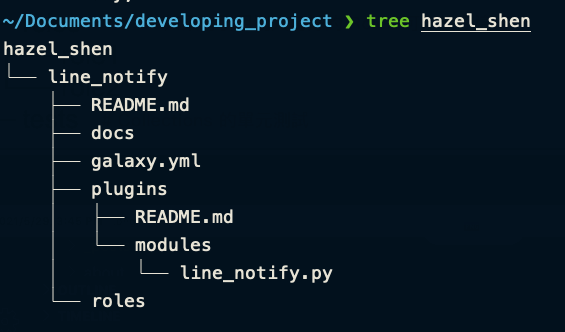 ~/Documents/developing_project ❯ tree hazel_shen
hazel_shen
└── line_notify
    ├── README.md
    ├── docs
    ├── galaxy.yml
    ├── plugins
    │   ├── README.md
    │   └── modules
    │       └── line_notify.py
    └── roles